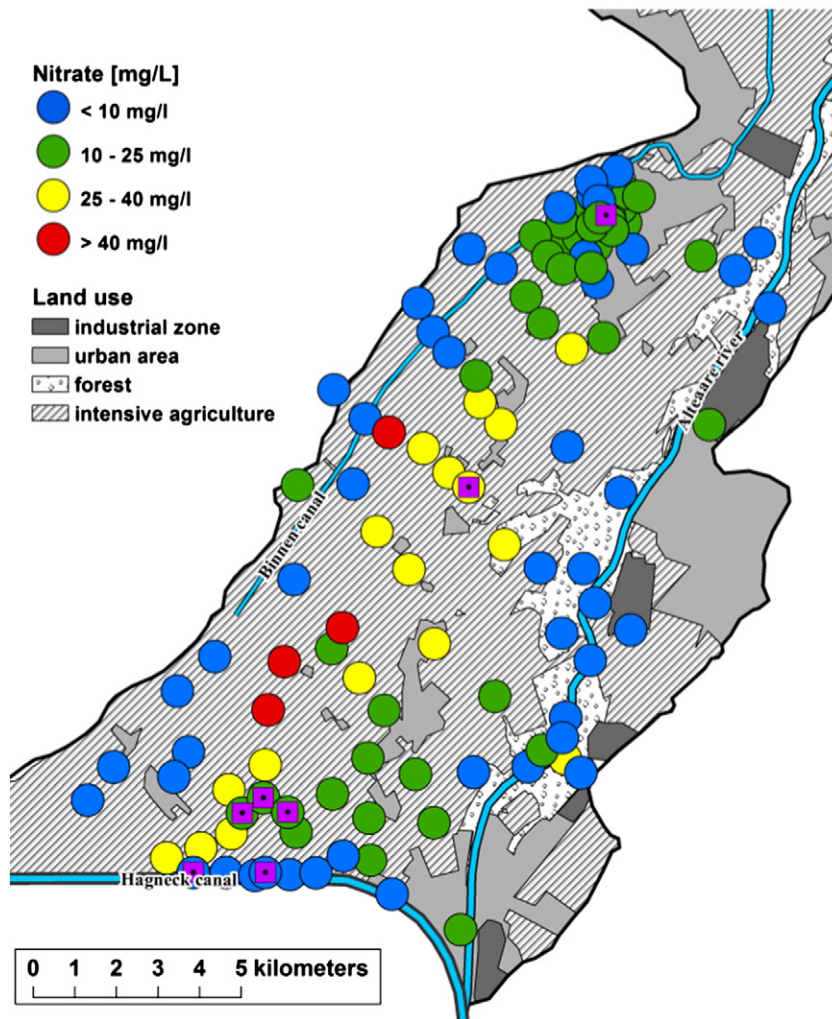 Nitrate [mg/L]
< 10 mg/l
10 - 25 mg/l
25 - 40 mg/l
> 40 mg/l
Land use
industrial zone
urban area
forest
intensive agriculture
Alteaare river
Binnen canal
Hagneck canal
0 1 2 3 4 5 kilometers